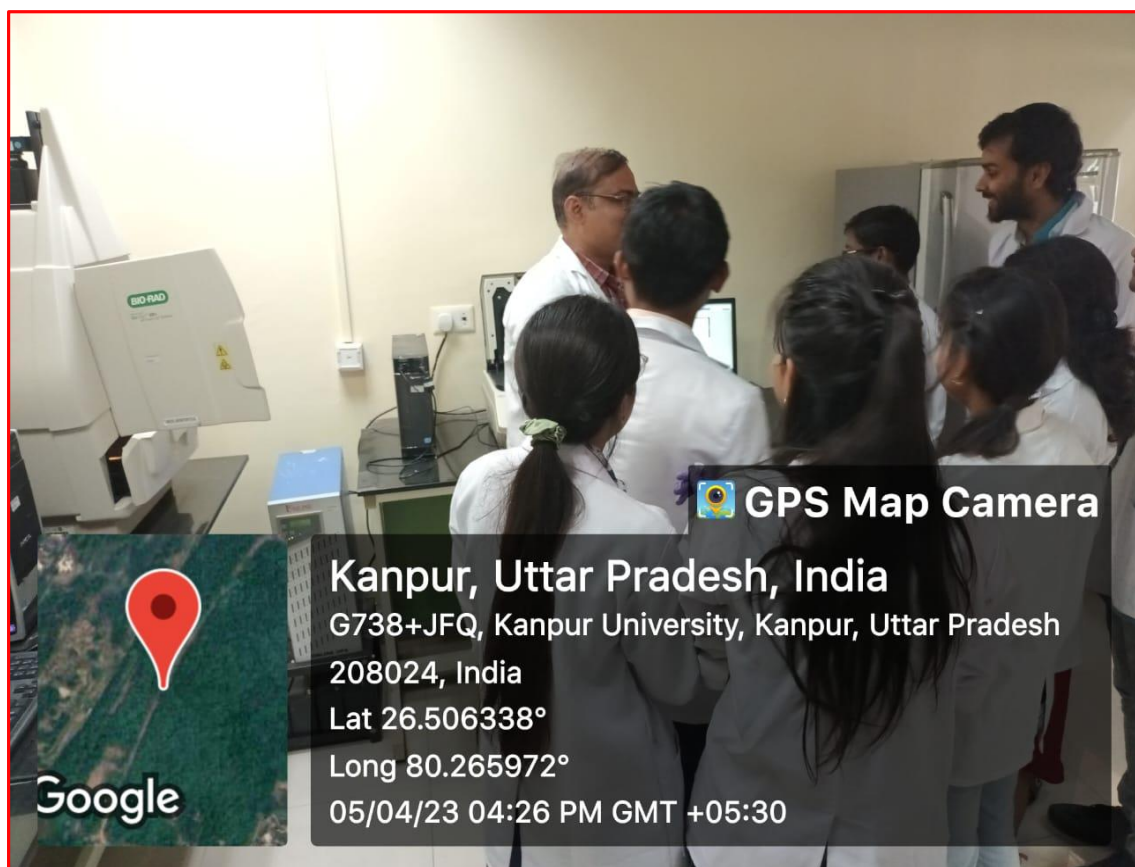 BIO-RAD
GPS Map Camera
Kanpur, Uttar Pradesh, India
G738+JFQ, Kanpur University, Kanpur, Uttar Pradesh
208024, India
Lat 26.506338°
Long 80.265972°
05/04/23 04:26 PM GMT +05:30
Google